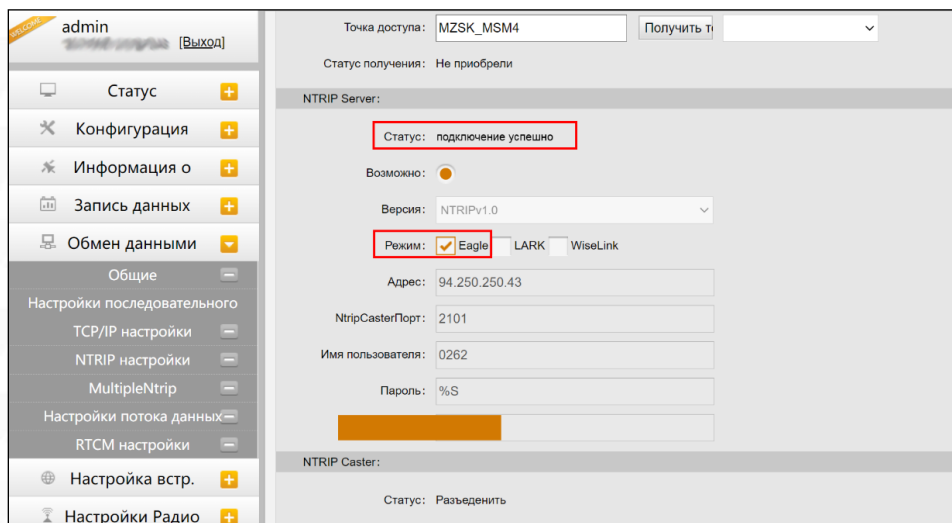 WELCOME
admin
[Выход]
Статус
Конфигурация
Информация о
Запись данных
Обмен данными
Общие
Настройки последовательного
TCP/IP настройки
NTRIP настройки
MultipleNtrip
Настройки потока данных
RTCM настройки
Настройка встр.
Настройки Радио
Точка доступа: MZSK_MSM4 Получить т
Статус получения: Не приобрели
NTRIP Server:
Статус: подключение успешно
Возможно:
Версия: NTRIPv1.0
Режим: Eagle LARK WiseLink
Адрес: 94.250.250.43
NtripCasterПорт: 2101
Имя пользователя: 0262
Пароль: %S
NTRIP Caster:
Статус: Разъеденить